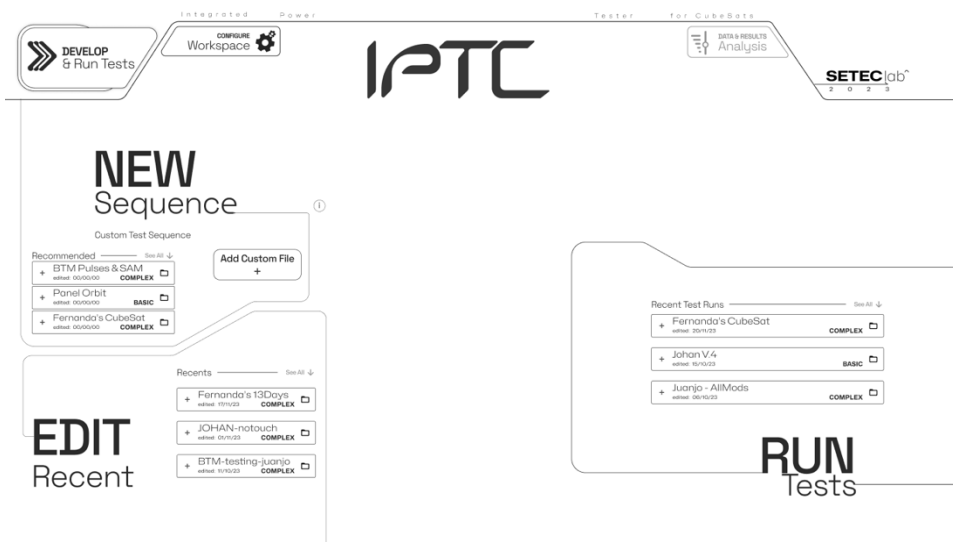 Integrated Power Tester for CubeSats
DEVELOP
& Run Tests
CONFIGURE
Workspace
IPTC
DATA & RESULTS
Analysis
SETEC lab^
2 0 2 3
NEW
Sequence
i
Custom Test Sequence
Recommended See All ↓
+ BTM Pulses & SAM
edited: 00/00/00 COMPLEX
+ Panel Orbit
edited: 00/00/00 BASIC
+ Fernanda's CubeSat
edited: 00/00/00 COMPLEX
Add Custom File
+
EDIT
Recent
Recents See All ↓
+ Fernanda's 13Days
edited: 17/11/23 COMPLEX
+ JOHAN-notouch
edited: 01/11/23 COMPLEX
+ BTM-testing-juanjo
edited: 11/10/23 COMPLEX
Recent Test Runs See All ↓
+ Fernanda's CubeSat
edited: 20/11/23 COMPLEX
+ Johan V.4
edited: 15/10/23 BASIC
+ Juanjo - AllMods
edited: 06/10/23 COMPLEX
RUN
Tests